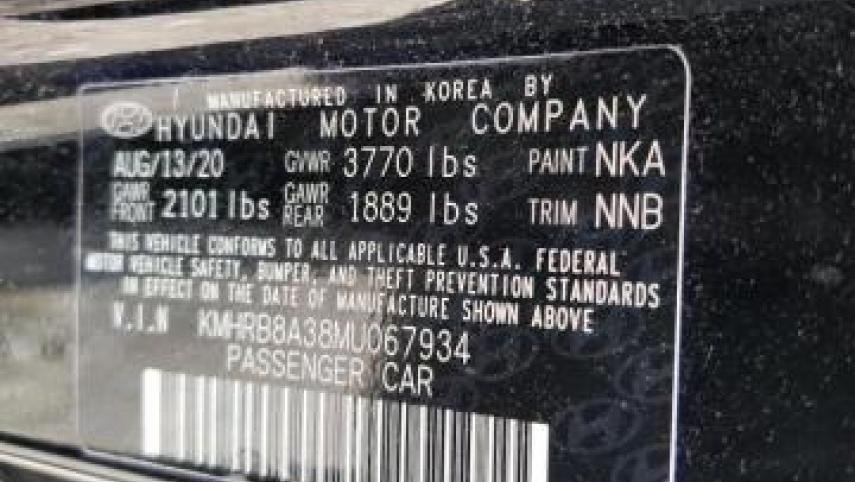 MANUFACTURED IN KOREA BY
HYUNDAI MOTOR COMPANY
AUG/13/20 GVWR 3770 lbs PAINT NKA
GAWR FRONT 2101 lbs GAWR REAR 1889 lbs TRIM NNB
THIS VEHICLE CONFORMS TO ALL APPLICABLE U.S.A. FEDERAL
MOTOR VEHICLE SAFETY, BUMPER, AND THEFT PREVENTION STANDARDS
IN EFFECT ON THE DATE OF MANUFACTURE SHOWN ABOVE
V.I.N KMHRB8A38MU067934
PASSENGER CAR